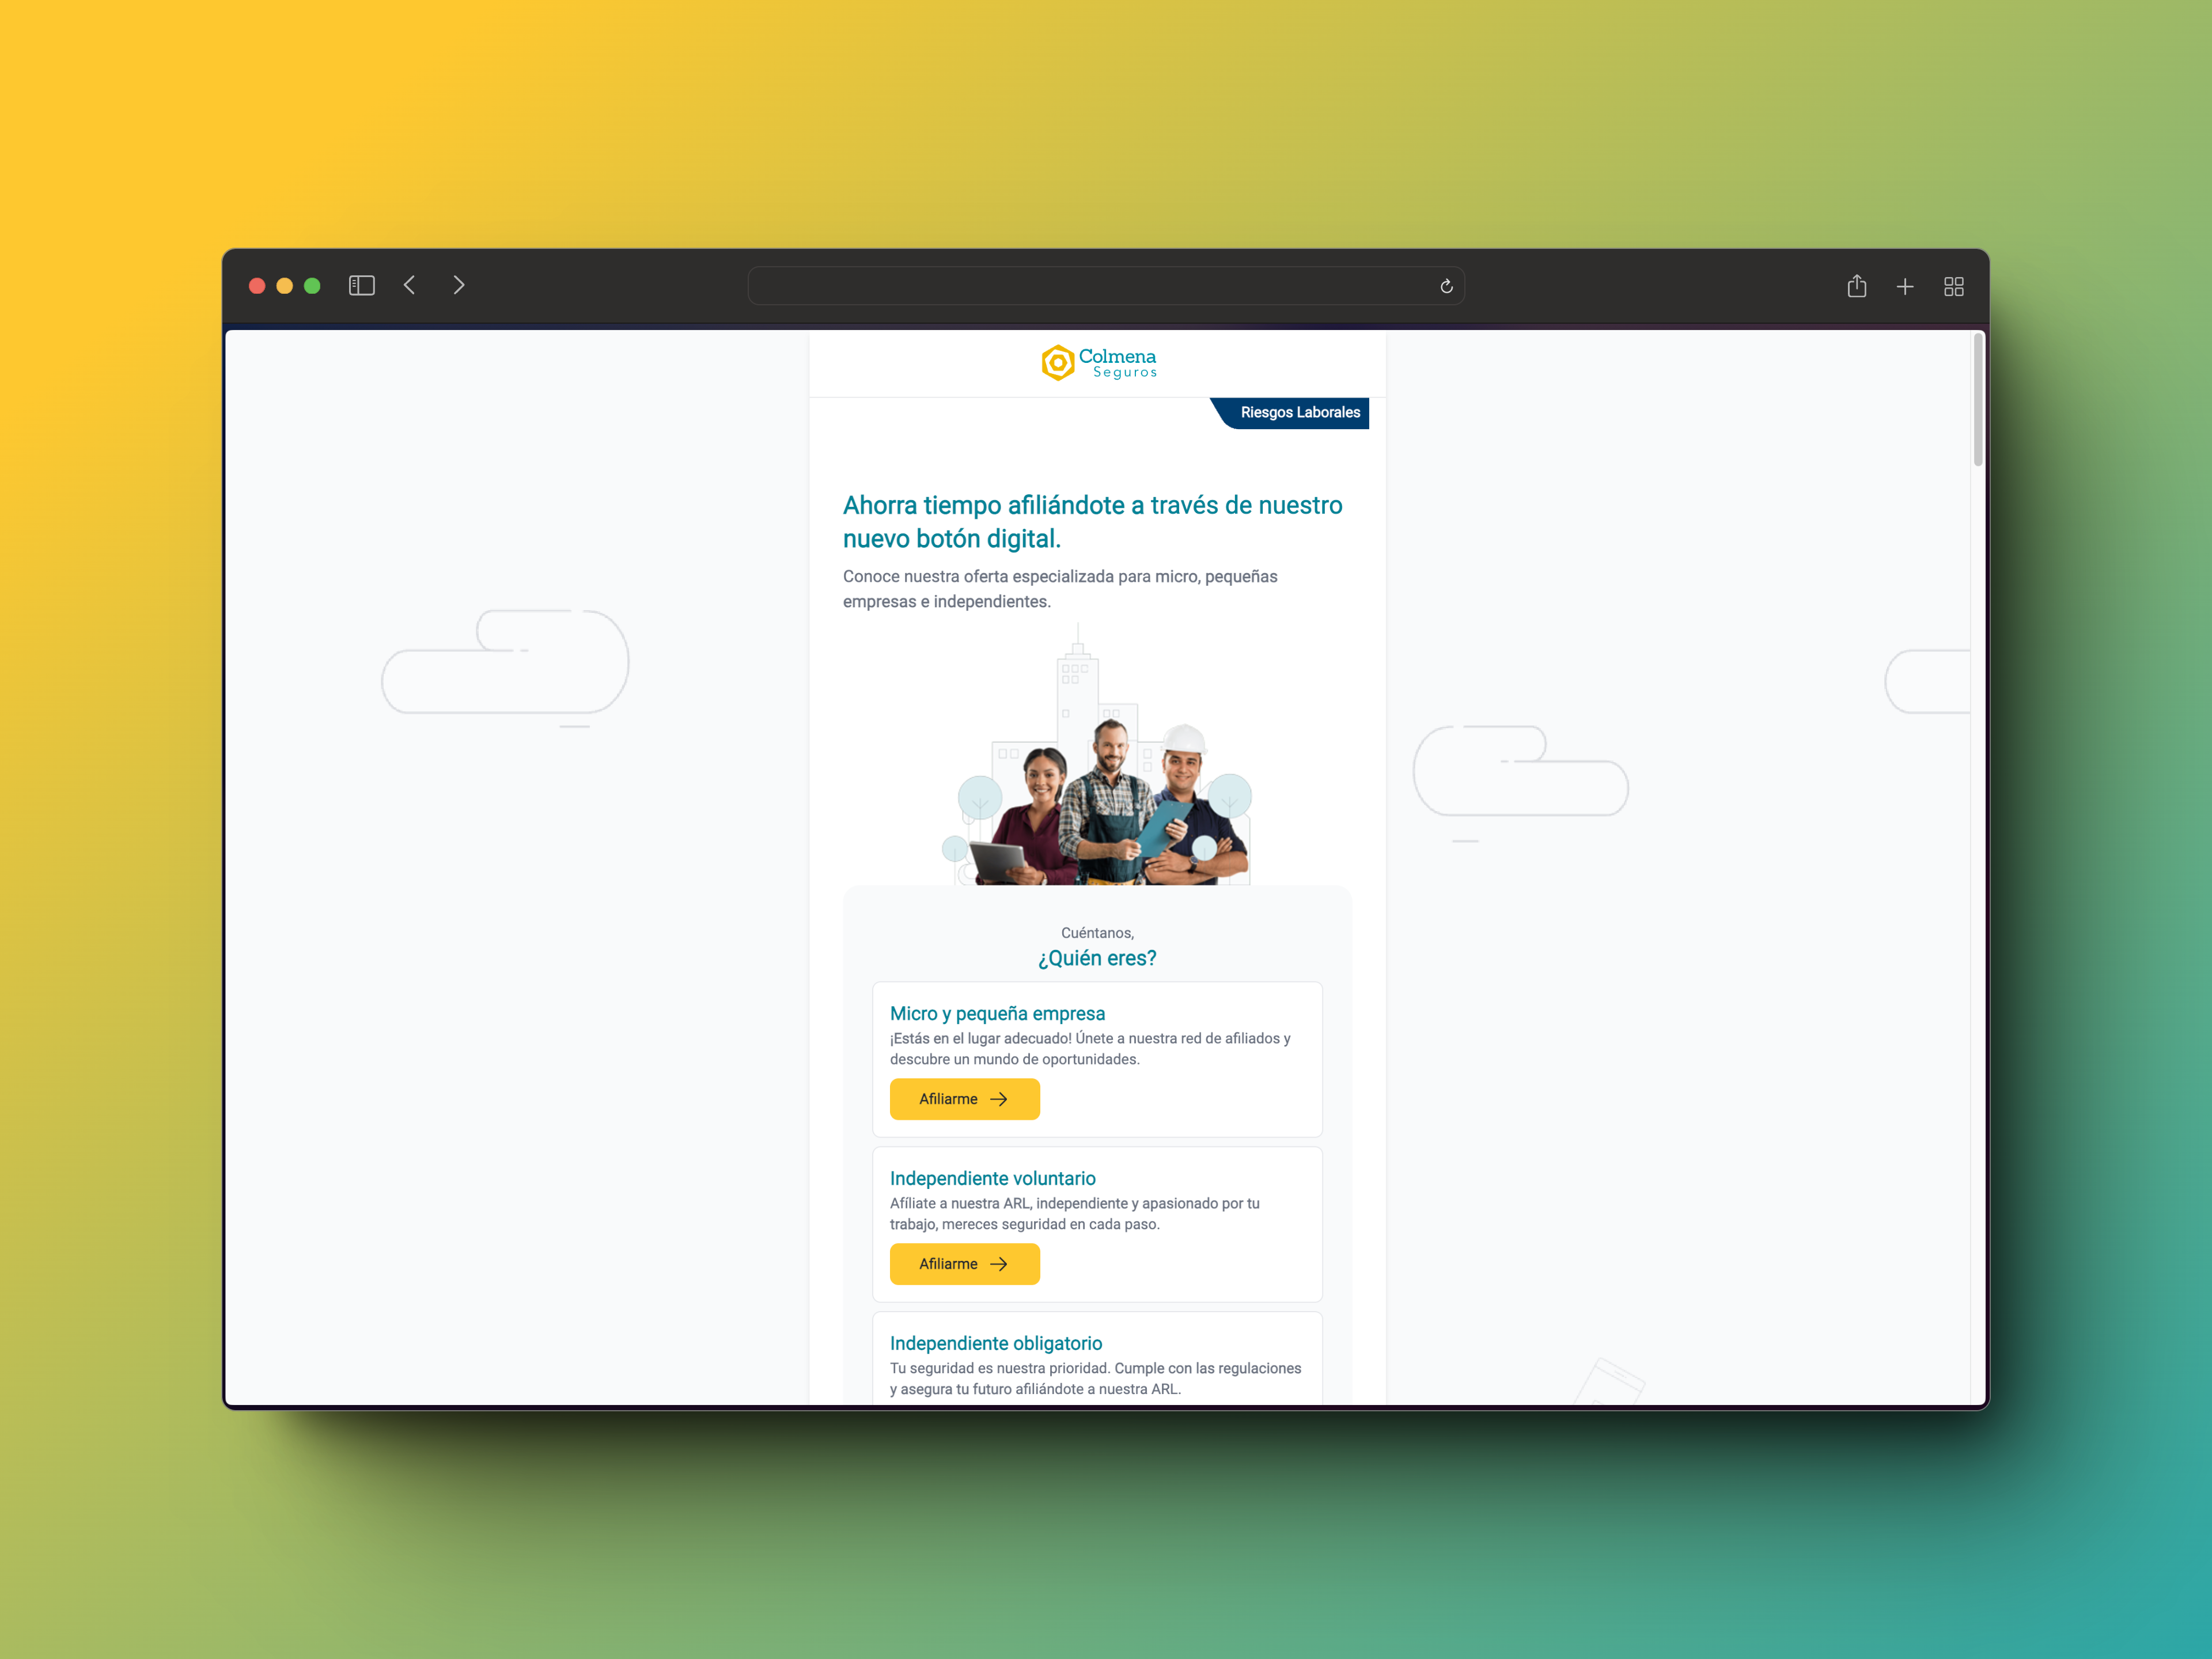 Colmena
Seguros
Riesgos Laborales
Ahorra tiempo afiliándote a través de nuestro
nuevo botón digital.
Conoce nuestra oferta especializada para micro, pequeñas
empresas e independientes.
Cuéntanos,
¿Quién eres?
Micro y pequeña empresa
¡Estás en el lugar adecuado! Únete a nuestra red de afiliados y
descubre un mundo de oportunidades.
Afiliarme
Independiente voluntario
Afíliate a nuestra ARL, independiente y apasionado por tu
trabajo, mereces seguridad en cada paso.
Afiliarme
Independiente obligatorio
Tu seguridad es nuestra prioridad. Cumple con las regulaciones
y asegura tu futuro afiliándote a nuestra ARL.